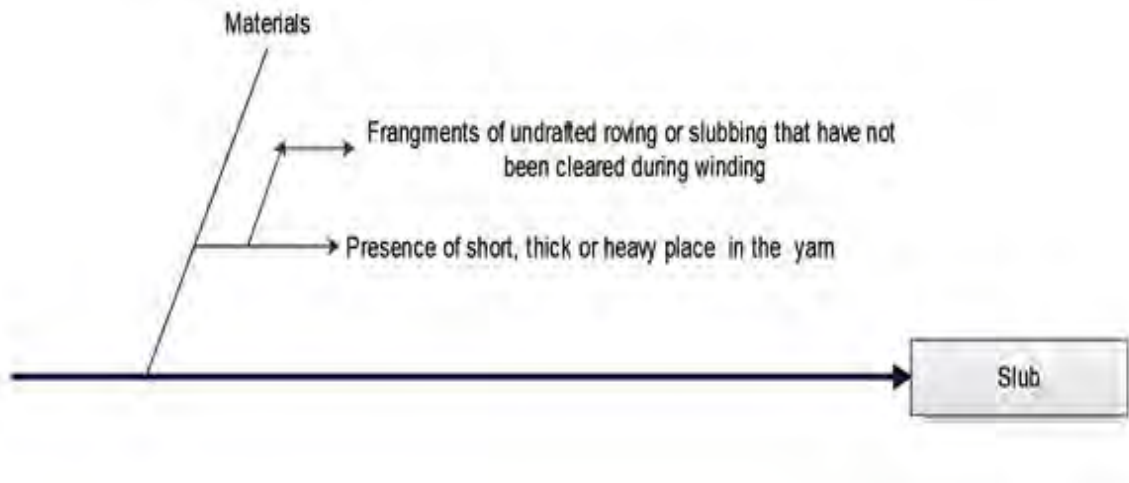 Materials
Frangments of undrafted roving or slubbing that have not
been cleared during winding
Presence of short, thick or heavy place in the yarn
Slub